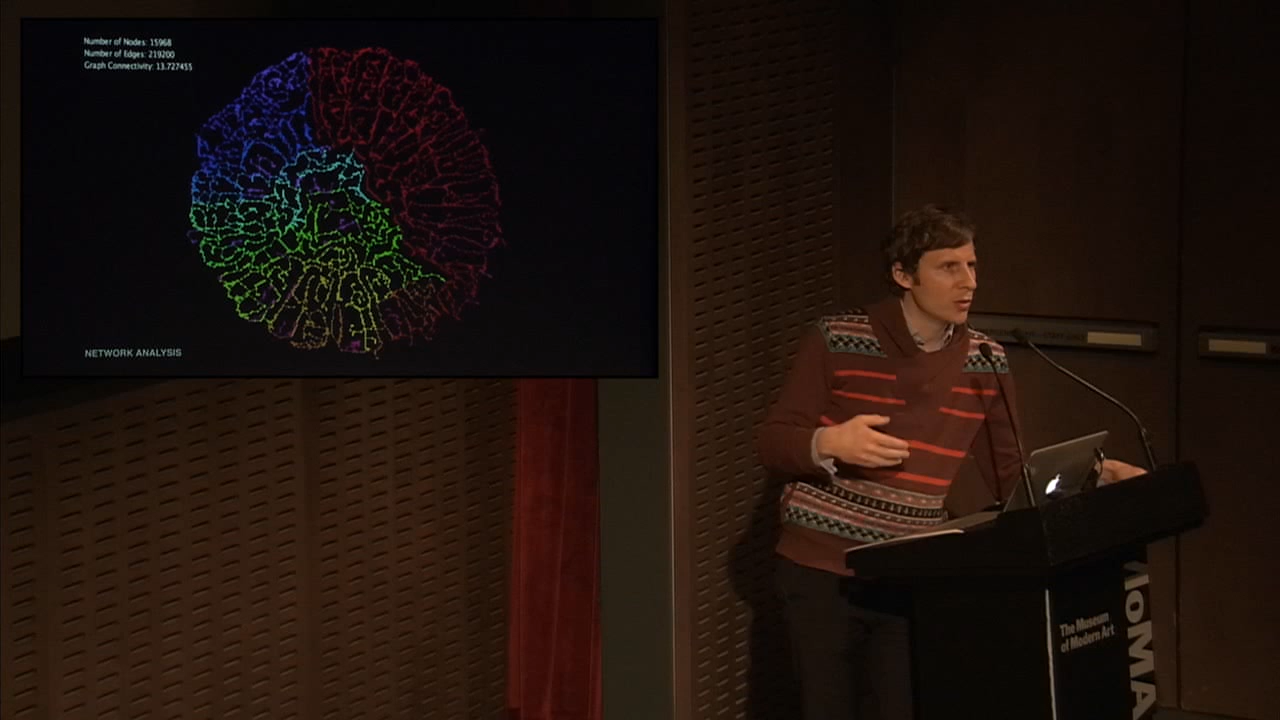 Number of Nodes: 15968
Number of Edges: 219200
Graph Connectivity: 13.727455
NETWORK ANALYSIS
The Museum
of Modern Art
MOMA